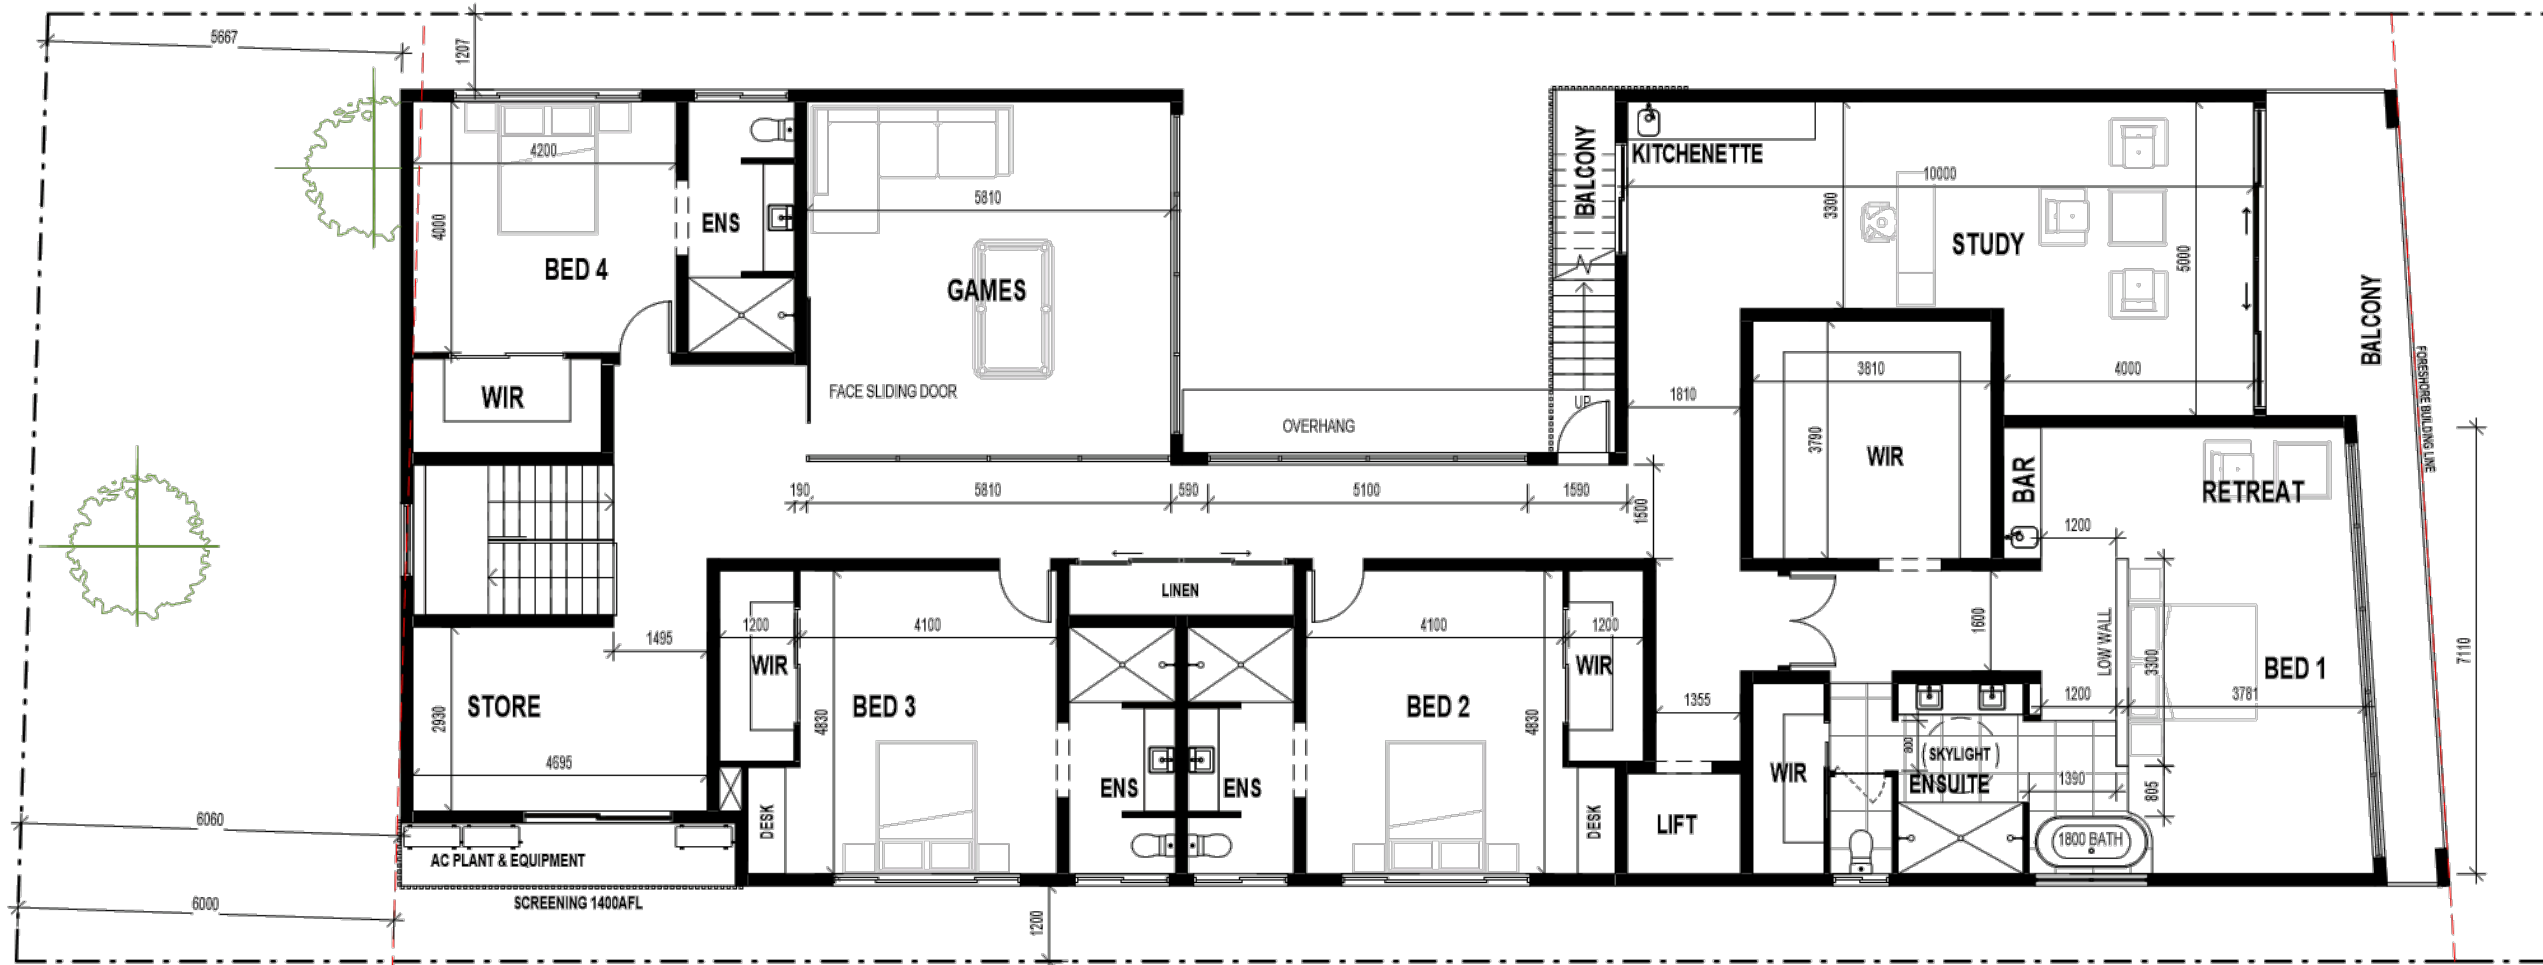 5667
1207
4200
4000
BED 4
ENS
5810
GAMES
FACE SLIDING DOOR
WIR
BALCONY
KITCHENETTE
10000
3300
STUDY
5000
BALCONY
FORESHORE BUILDING LINE
UP
OVERHANG
1810
3810
3790
WIR
4000
BAR
RETREAT
1200
7110
190
5810
590
5100
1590
1500
LINEN
1495
STORE
2930
4695
1200
WIR
4100
BED 3
4830
DESK
ENS
ENS
4100
BED 2
4830
1200
WIR
DESK
1355
LIFT
1600
LOW WALL
3300
BED 1
3781
1200
WIR
800
SKYLIGHT
ENSUITE
1390
805
1800 BATH
6060
AC PLANT & EQUIPMENT
SCREENING 1400AFL
6000
1200